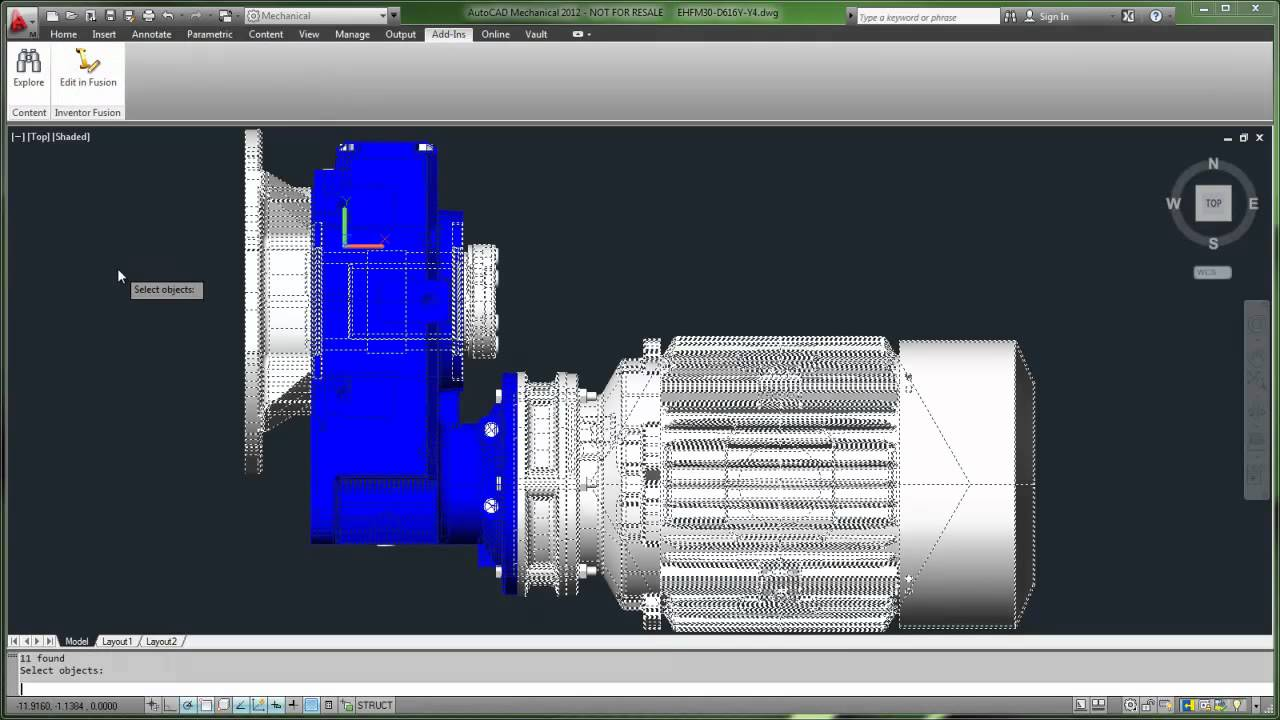 Mechanical
AutoCAD Mechanical 2012 - NOT FOR RESALE EHFM30-D616Y-Y4.dwg
Type a keyword or phrase
Sign In
M
Home Insert Annotate Parametric Content View Manage Output Add-Ins Online Vault
Explore
Edit in Fusion
Content
Inventor Fusion
[−] [Top] [Shaded]
N
W
TOP
E
S
WCS
Y
X
Select objects:
Model Layout1 Layout2
11 found
Select objects:
-11.9160, -1.1384 , 0.0000
STRUCT